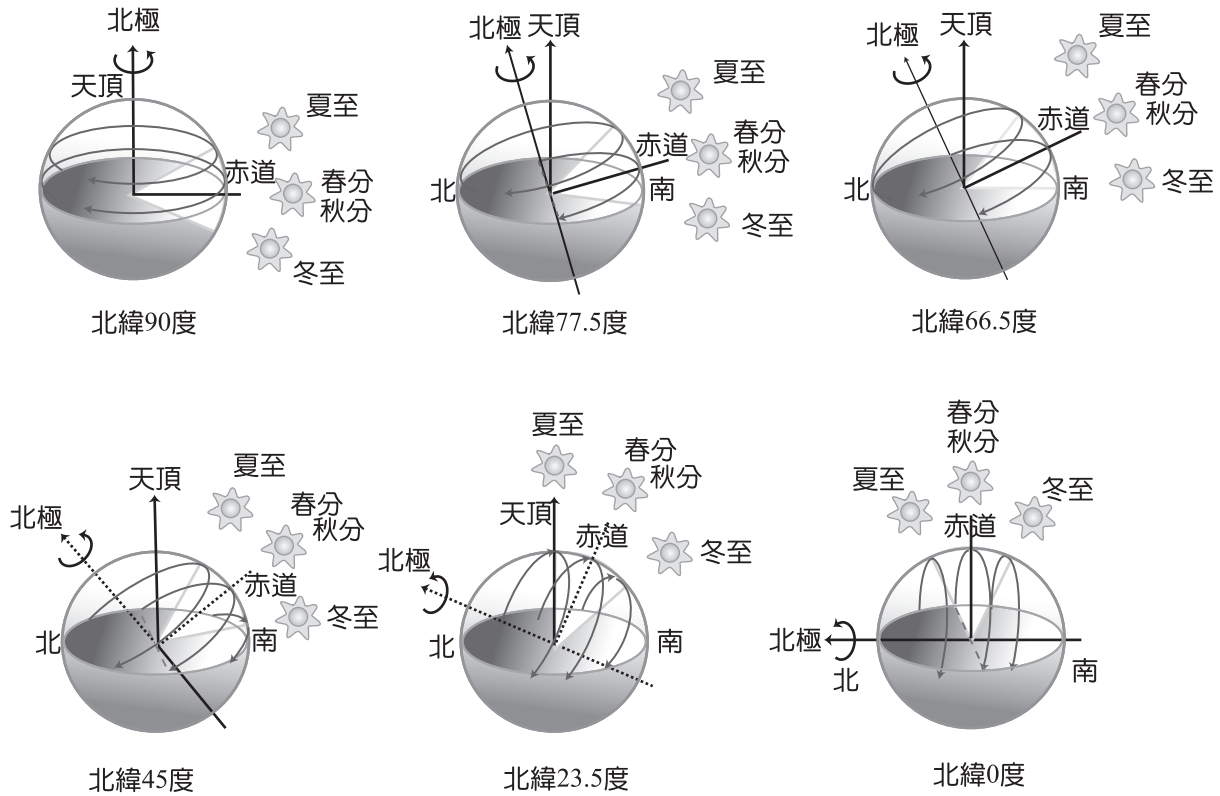 北極
天頂
夏至
赤道
春分
秋分
冬至
北緯90度
北極
天頂
夏至
赤道
春分
秋分
北
南
冬至
北緯77.5度
北極
天頂
夏至
春分
秋分
赤道
北
南
冬至
北緯66.5度
天頂
夏至
北極
春分
秋分
赤道
冬至
北
南
北緯45度
夏至
春分
秋分
天頂
赤道
冬至
北極
北
南
北緯23.5度
春分
秋分
夏至
冬至
赤道
北極
北
南
北緯0度